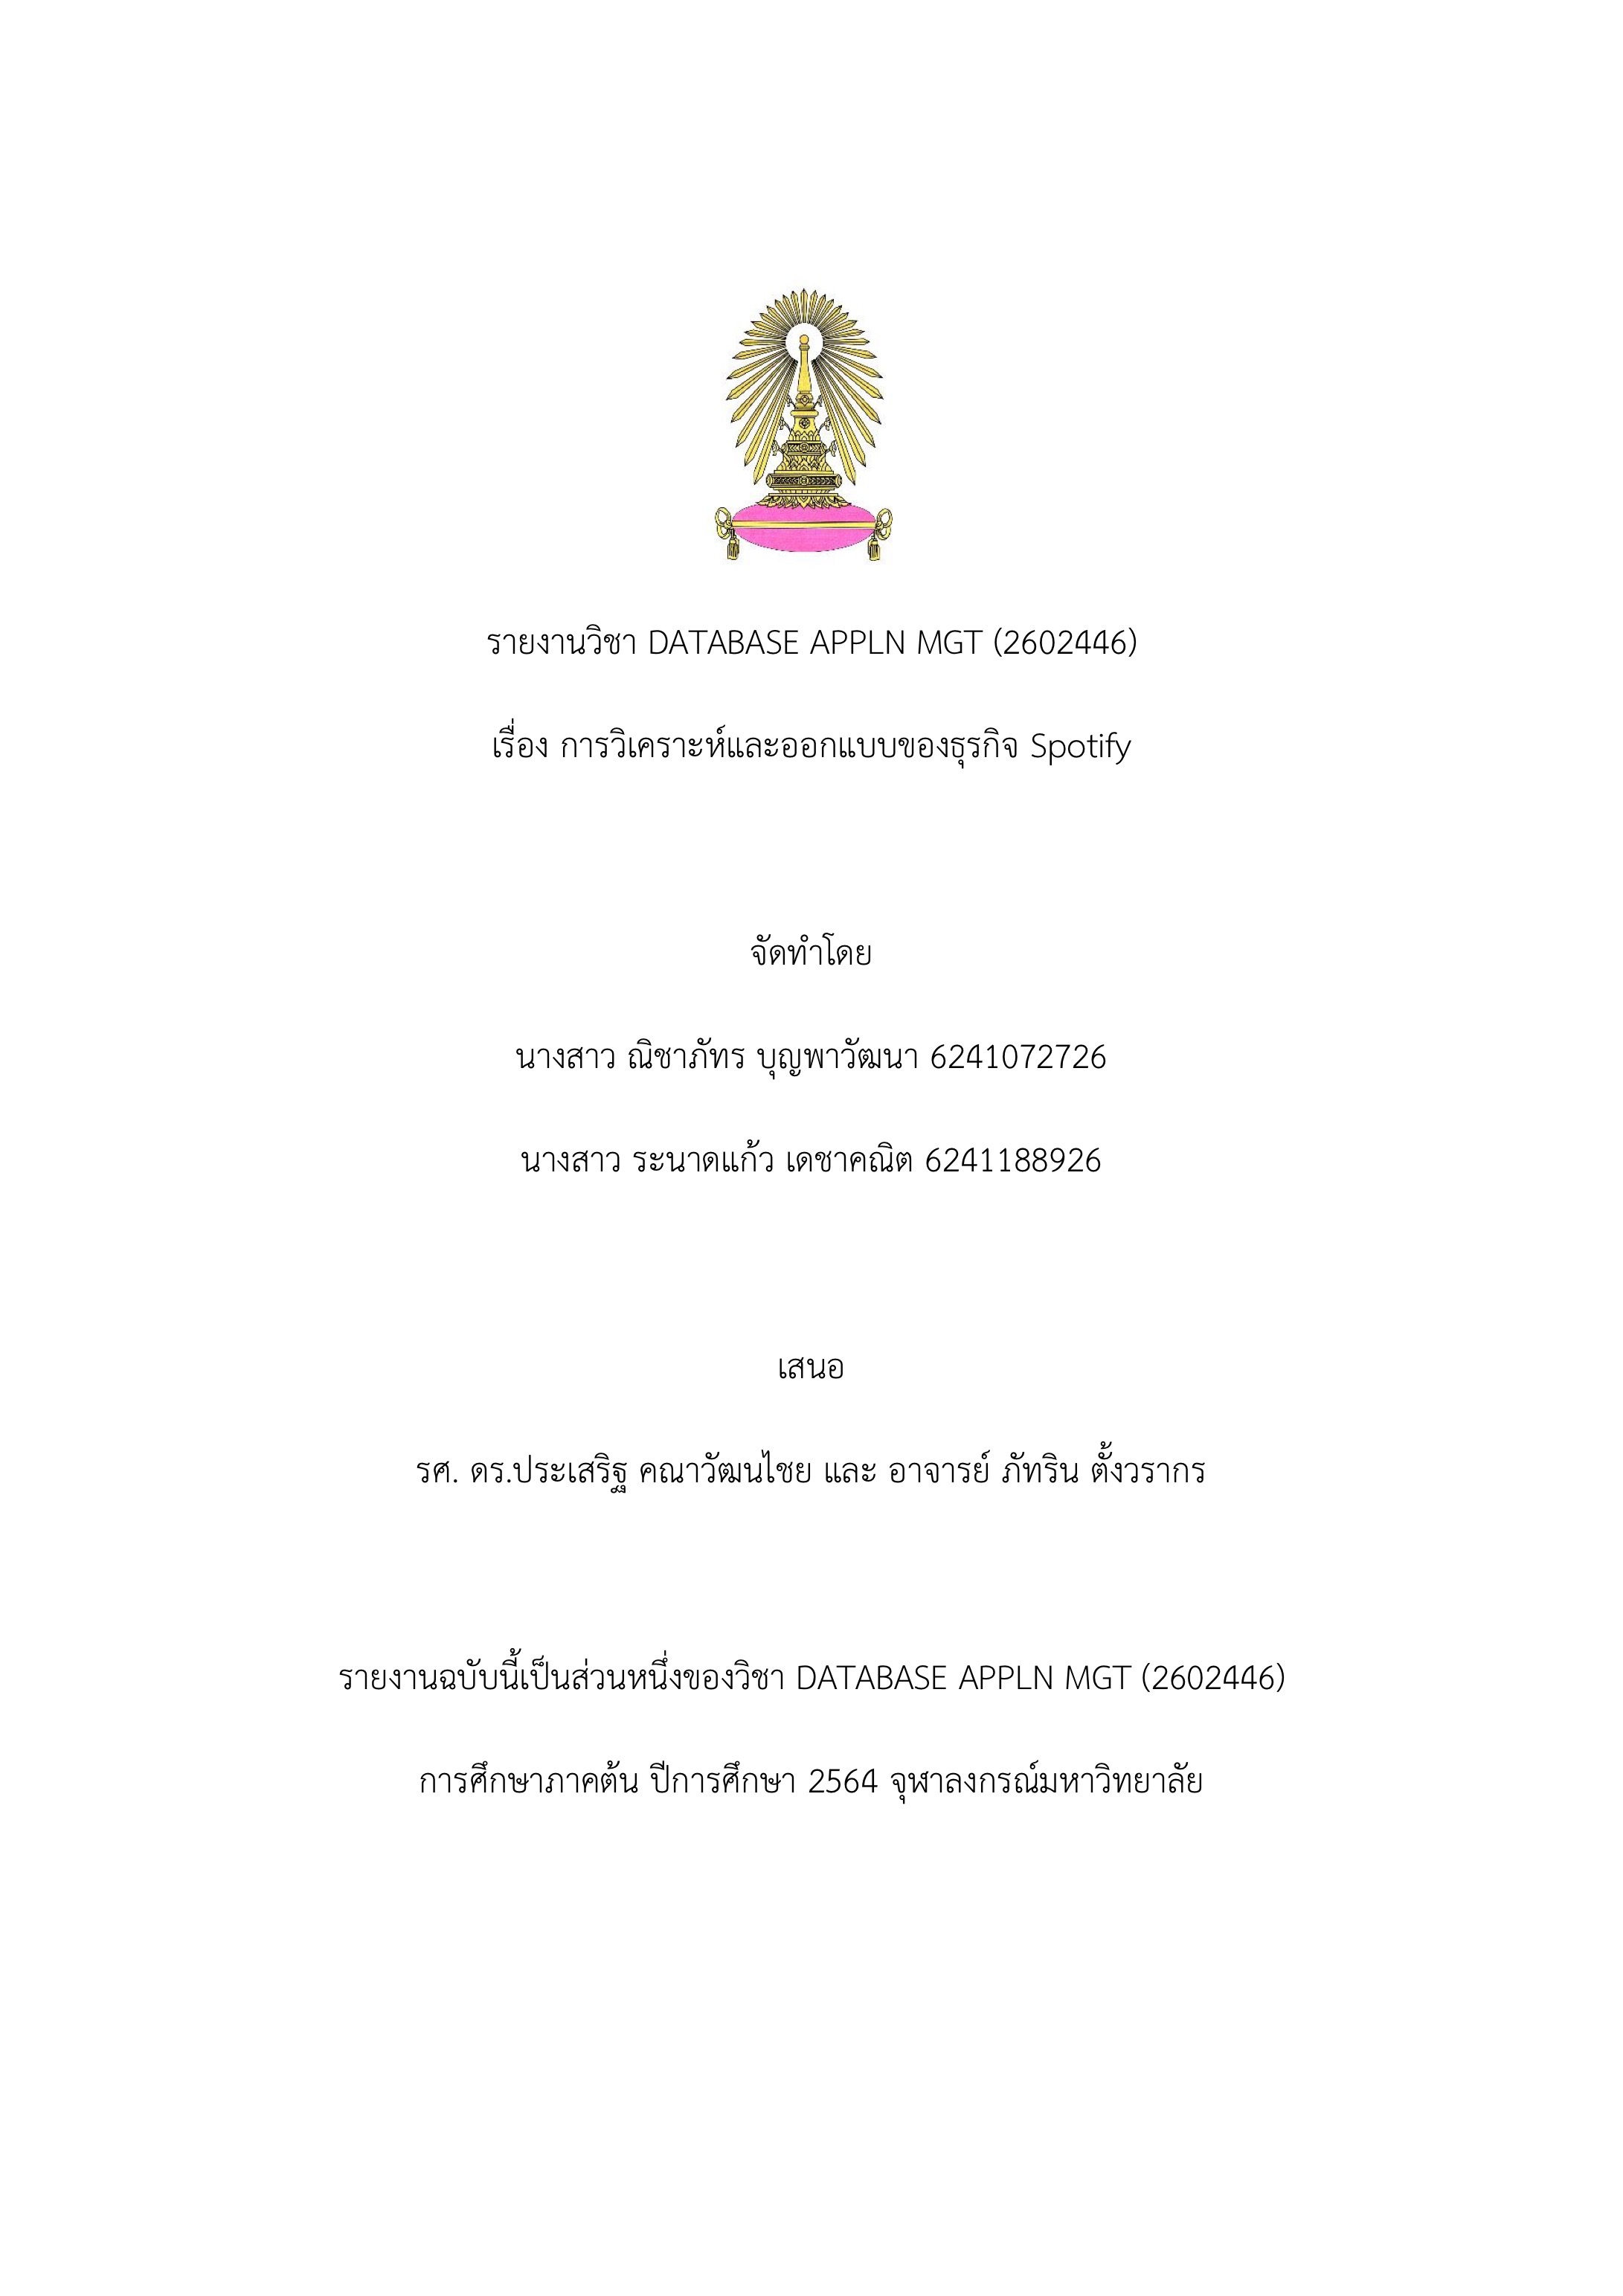 รายงานวิชา DATABASE APPLN MGT (2602446)
เรื่อง การวิเคราะห์และออกแบบของธุรกิจ Spotify
จัดทำโดย
นางสาว ณิชาภัทร บุญพาวัฒนา 6241072726
นางสาว ระนาดแก้ว เดชาคณิต 6241188926
เสนอ
รศ. ดร.ประเสริฐ คณาวัฒนไชย และ อาจารย์ ภัทริน ตั้งวรากร
รายงานฉบับนี้เป็นส่วนหนึ่งของวิชา DATABASE APPLN MGT (2602446)
การศึกษาภาคต้น ปีการศึกษา 2564 จุฬาลงกรณ์มหาวิทยาลัย